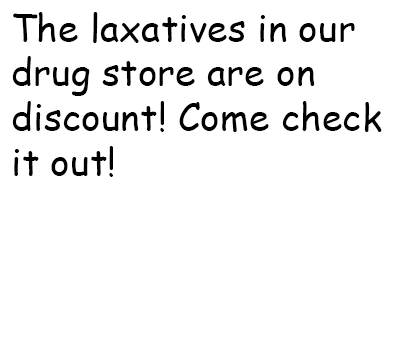 The laxatives in our
drug store are on
discount! Come check
it out!